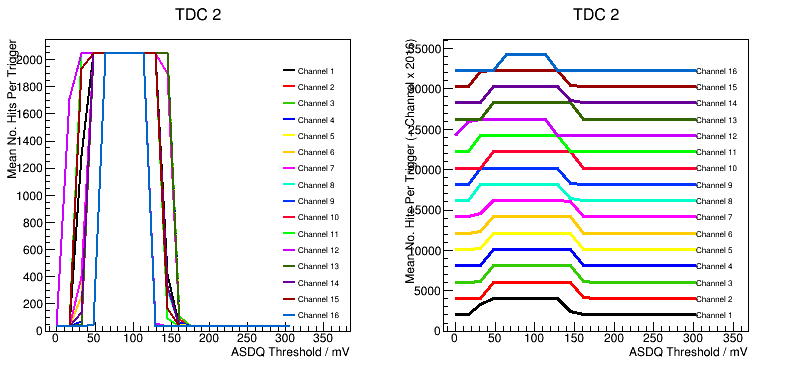 TDC 2
Mean No. Hits Per Trigger
2000
1800
1600
1400
1200
1000
800
600
400
200
0
0 50 100 150 200 250 300 350
ASDQ Threshold / mV
Channel 1
Channel 2
Channel 3
Channel 4
Channel 5
Channel 6
Channel 7
Channel 8
Channel 9
Channel 10
Channel 11
Channel 12
Channel 13
Channel 14
Channel 15
Channel 16
TDC 2
Mean No. Hits Per Trigger (+ Channel x 2016)
35000
30000
25000
20000
15000
10000
5000
0
0 50 100 150 200 250 300 350
ASDQ Threshold / mV
Channel 16
Channel 15
Channel 14
Channel 13
Channel 12
Channel 11
Channel 10
Channel 9
Channel 8
Channel 7
Channel 6
Channel 5
Channel 4
Channel 3
Channel 2
Channel 1